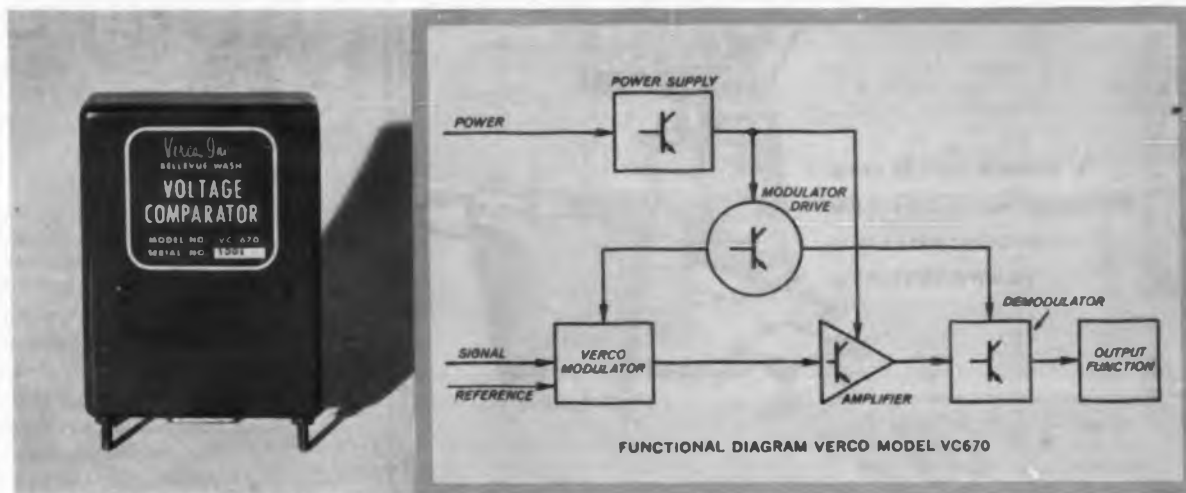 Verco Inc
BELLEVUE WASH
VOLTAGE
COMPARATOR
MODEL NO. VC 670
SERIAL NO.
POWER SUPPLY
POWER
MODULATOR
DRIVE
DEMODULATOR
SIGNAL
REFERENCE
VERCO
MODULATOR
AMPLIFIER
OUTPUT
FUNCTION
FUNCTIONAL DIAGRAM VERCO MODEL VC670